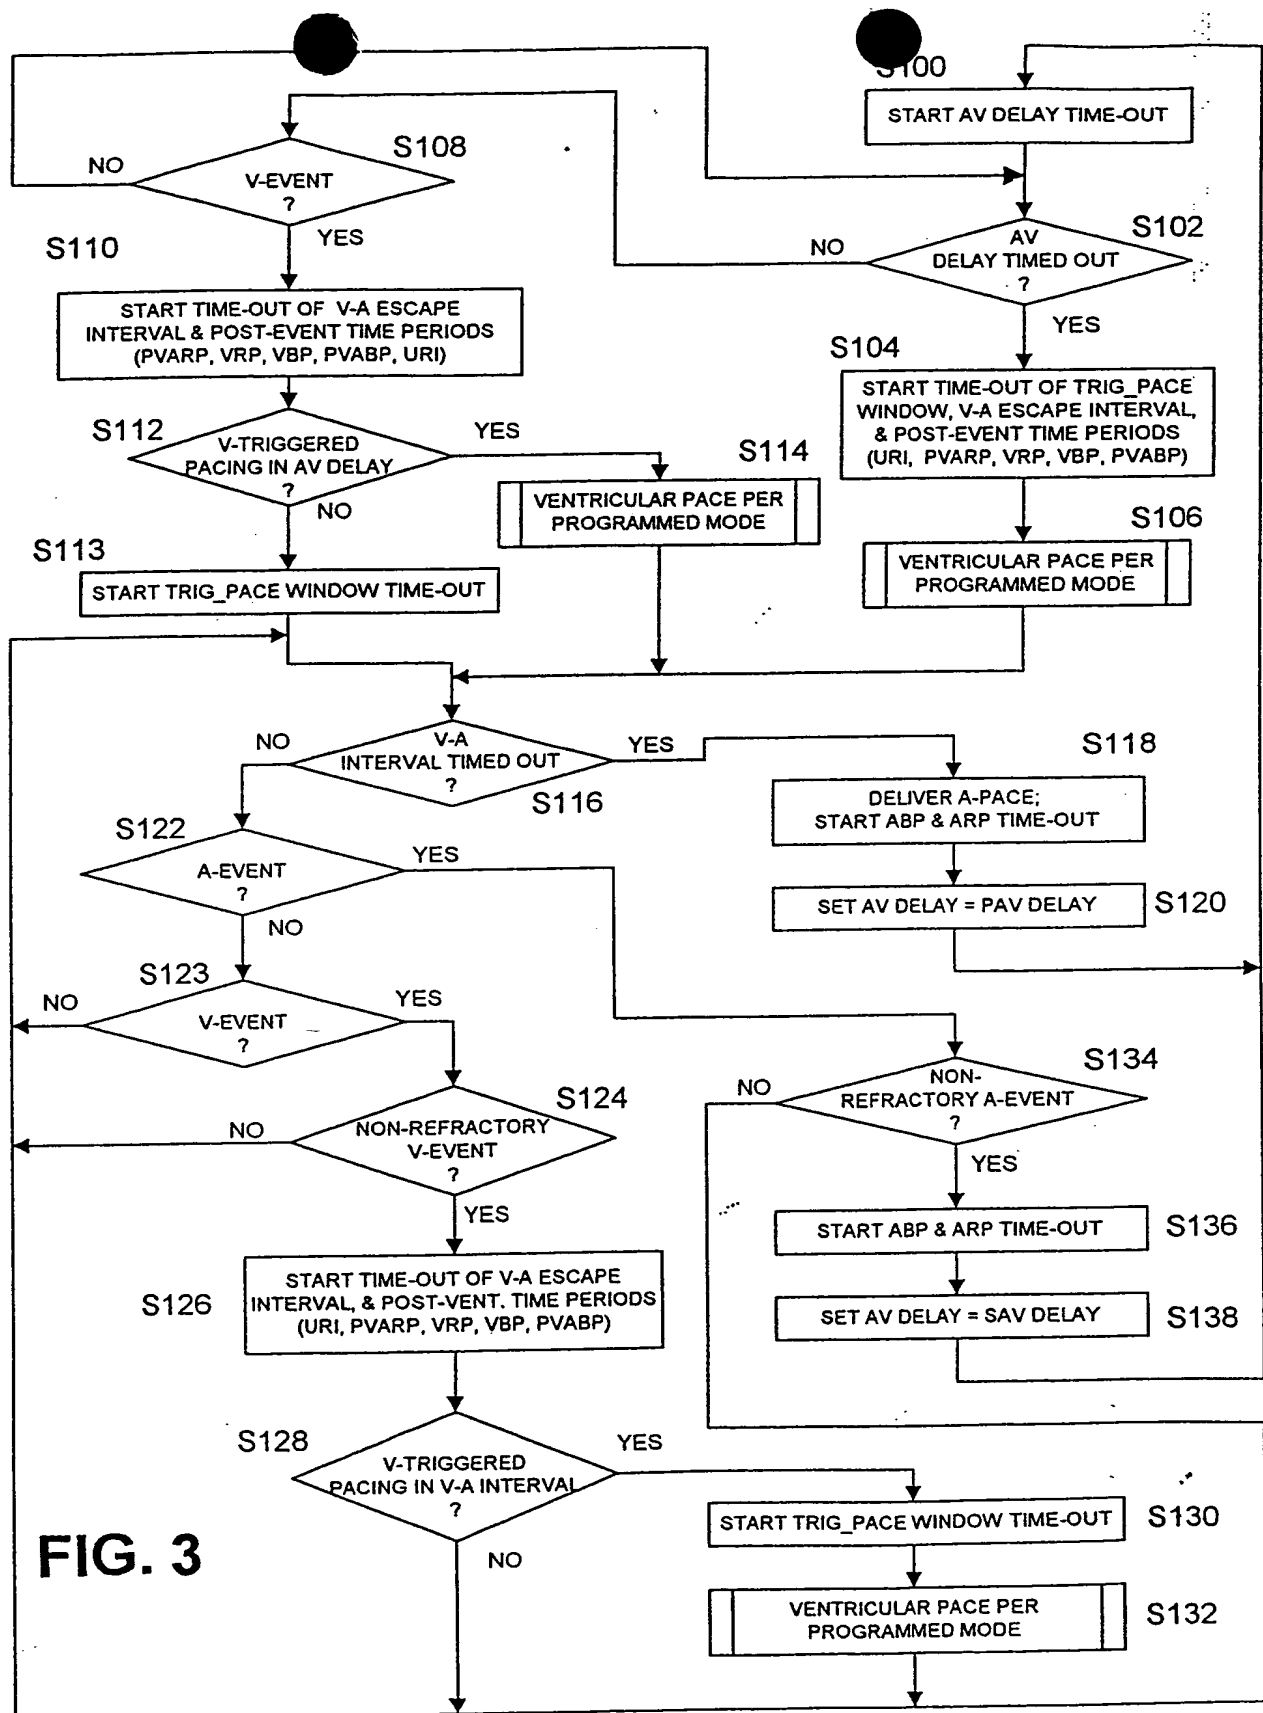 S100
START AV DELAY TIME-OUT
S108
NO
V-EVENT
?
YES
S102
NO
AV
DELAY TIMED OUT
?
YES
S110
START TIME-OUT OF V-A ESCAPE
INTERVAL & POST-EVENT TIME PERIODS
(PVARP, VRP, VBP, PVABP, URI)
S104
START TIME-OUT OF TRIG_PACE
WINDOW, V-A ESCAPE INTERVAL,
& POST-EVENT TIME PERIODS
(URI, PVARP, VRP, VBP, PVABP)
S112
V-TRIGGERED
PACING IN AV DELAY
?
YES
NO
S114
VENTRICULAR PACE PER
PROGRAMMED MODE
S106
VENTRICULAR PACE PER
PROGRAMMED MODE
S113
START TRIG_PACE WINDOW TIME-OUT
NO
V-A
INTERVAL TIMED OUT
?
YES
S116
S118
DELIVER A-PACE;
START ABP & ARP TIME-OUT
S122
A-EVENT
?
YES
NO
SET AV DELAY = PAV DELAY
S120
S123
NO
V-EVENT
?
YES
S134
NO
NON-
REFRACTORY A-EVENT
?
YES
S124
NO
NON-REFRACTORY
V-EVENT
?
YES
START ABP & ARP TIME-OUT
S136
S126
START TIME-OUT OF V-A ESCAPE
INTERVAL, & POST-VENT. TIME PERIODS
(URI, PVARP, VRP, VBP, PVABP)
SET AV DELAY = SAV DELAY
S138
S128
V-TRIGGERED
PACING IN V-A INTERVAL
?
YES
NO
START TRIG_PACE WINDOW TIME-OUT
S130
VENTRICULAR PACE PER
PROGRAMMED MODE
S132
FIG. 3